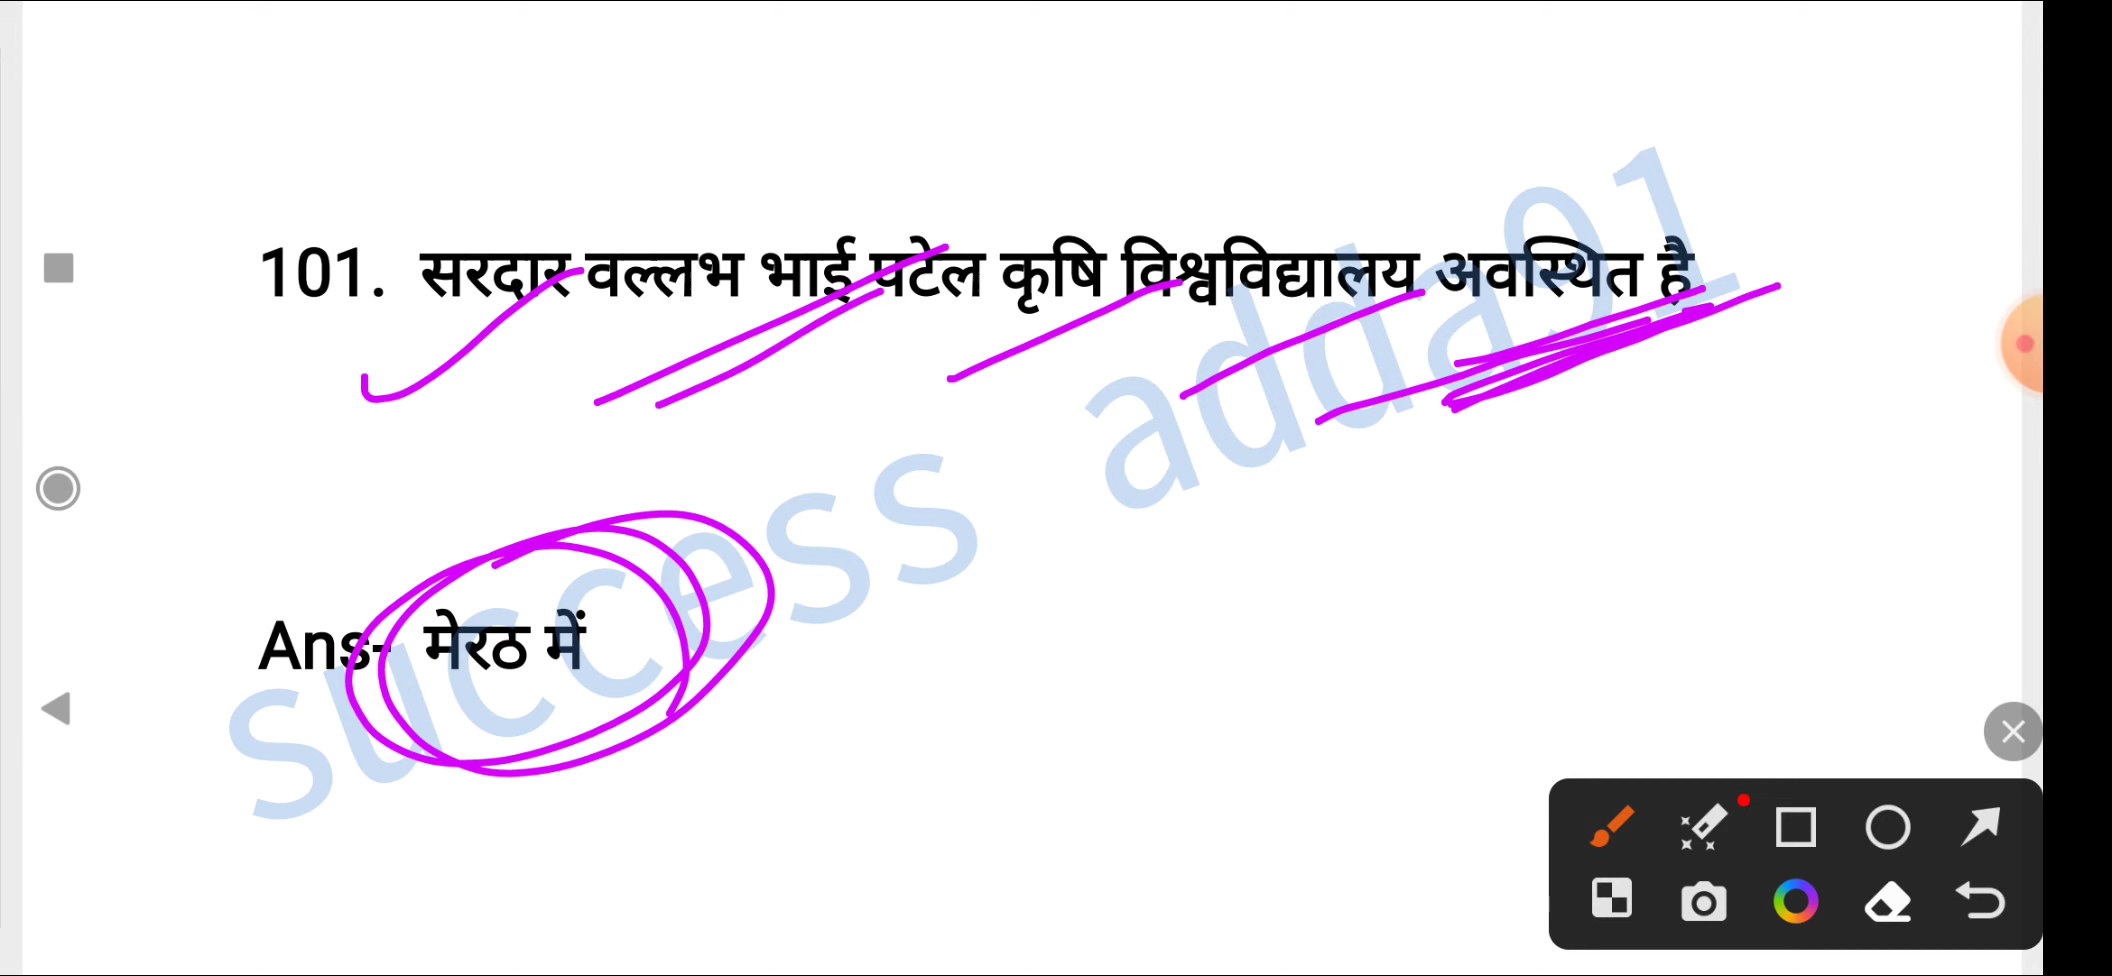 101. सरदार वल्लभ भाई पटेल कृषि विश्वविद्यालय अवस्थित है
Ans- मेरठ में
success adda91